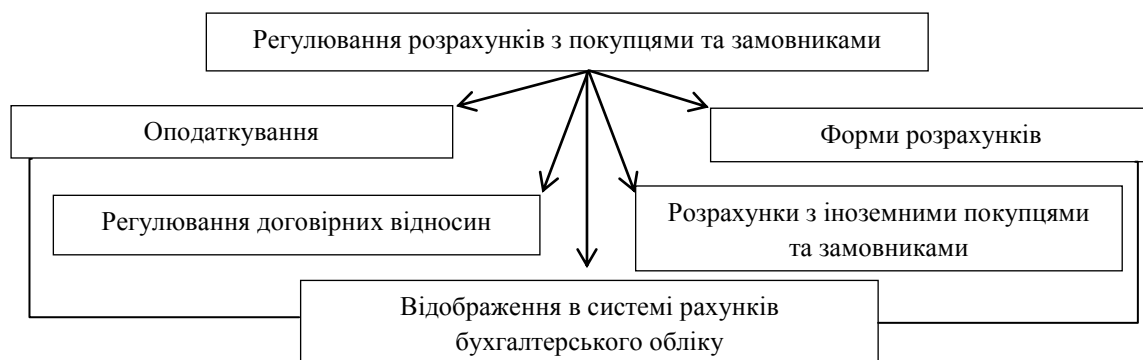 Регулювання розрахунків з покупцями та замовниками
Оподаткування
Форми розрахунків
Регулювання договірних відносин
Розрахунки з іноземними покупцями
та замовниками
Відображення в системі рахунків
бухгалтерського обліку